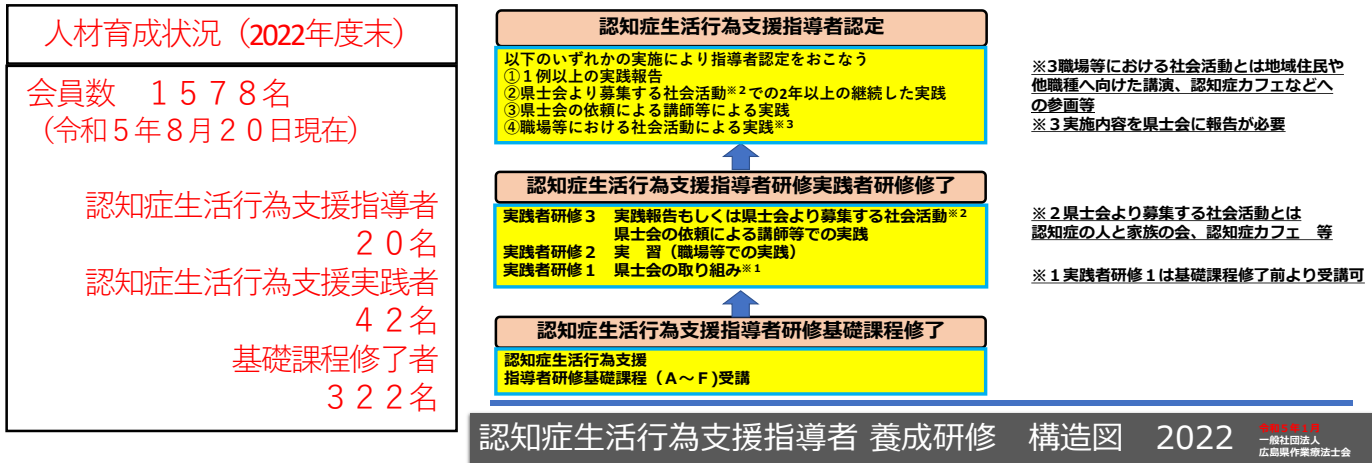 人材育成状況（2022年度末）
会員数　１５７８名
（令和５年８月２０日現在）
認知症生活行為支援指導者
２０名
認知症生活行為支援実践者
４２名
基礎課程修了者
３２２名
認知症生活行為支援指導者認定
以下のいずれかの実施により指導者認定をおこなう
①１例以上の実践報告
②県士会より募集する社会活動※２での2年以上の継続した実践
③県士会の依頼による講師等による実践
④職場等における社会活動による実践※３
※3職場等における社会活動とは地域住民や
他職種へ向けた講演、認知症カフェなどへ
の参画等
※３実施内容を県士会に報告が必要
認知症生活行為支援指導者研修実践者研修修了
実践者研修３　実践報告もしくは県士会より募集する社会活動※２
県士会の依頼による講師等での実践
実践者研修２　実　習（職場等での実践）
実践者研修１　県士会の取り組み※１
※２県士会より募集する社会活動とは
認知症の人と家族の会、認知症カフェ　等
※１実践者研修１は基礎課程修了前より受講可
認知症生活行為支援指導者研修基礎課程修了
認知症生活行為支援
指導者研修基礎課程（Ａ～Ｆ)受講
認知症生活行為支援指導者 養成研修　構造図　2022
令和５年１月
一般社団法人
広島県作業療法士会